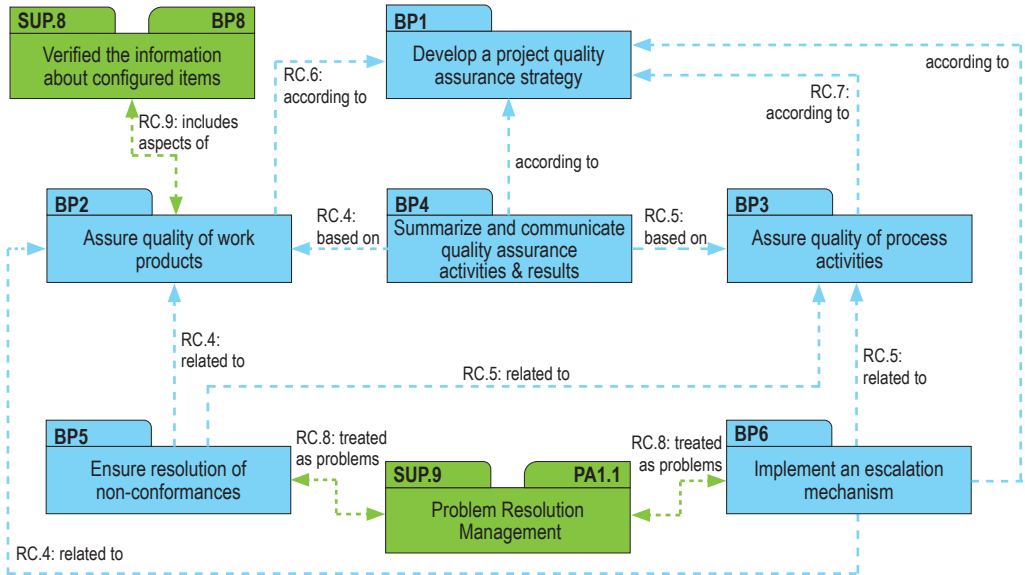 SUP.8 BP8
Verified the information
about configured items
BP1
Develop a project quality
assurance strategy
RC.6:
according to
RC.7:
according to
according to
RC.9: includes
aspects of
according to
BP2
Assure quality of work
products
RC.4:
based on
BP4
Summarize and communicate
quality assurance
activities & results
RC.5:
based on
BP3
Assure quality of process
activities
RC.4:
related to
RC.5: related to
RC.5:
related to
BP5
Ensure resolution of
non-conformances
RC.8: treated
as problems
SUP.9 PA1.1
Problem Resolution
Management
RC.8: treated
as problems
BP6
Implement an escalation
mechanism
RC.4: related to